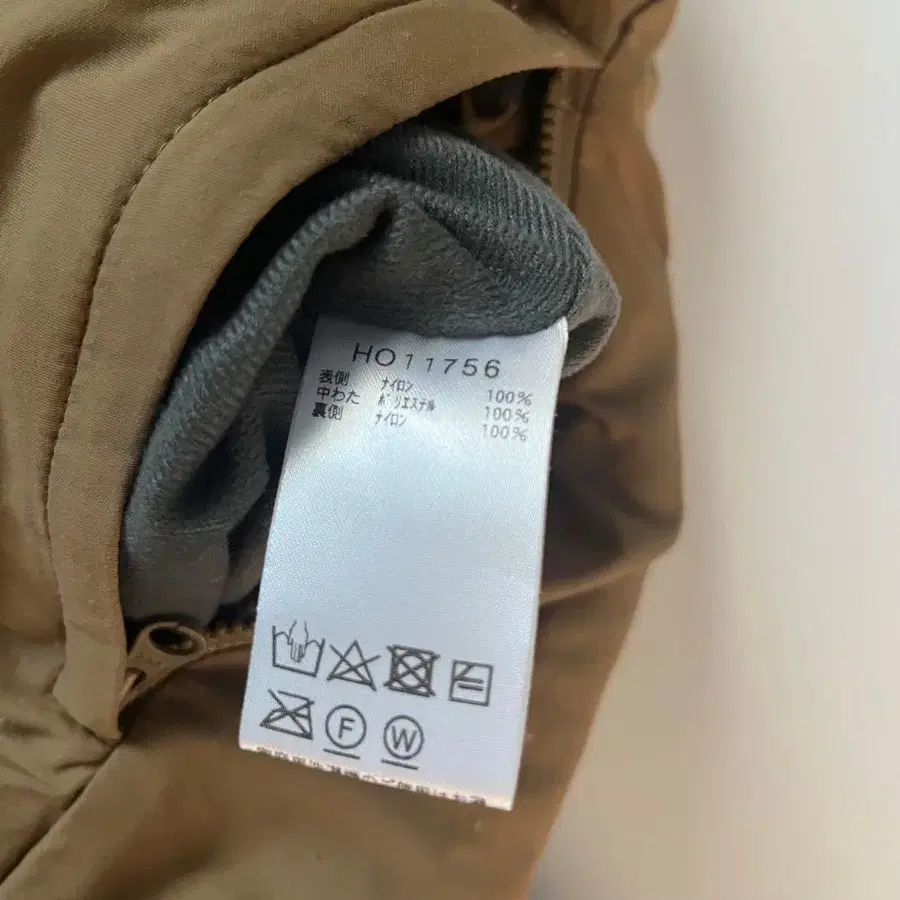 HO11756
表側 ナイロン 100%
中わた ポリエステル 100%
裏側 ナイロン 100%
F W